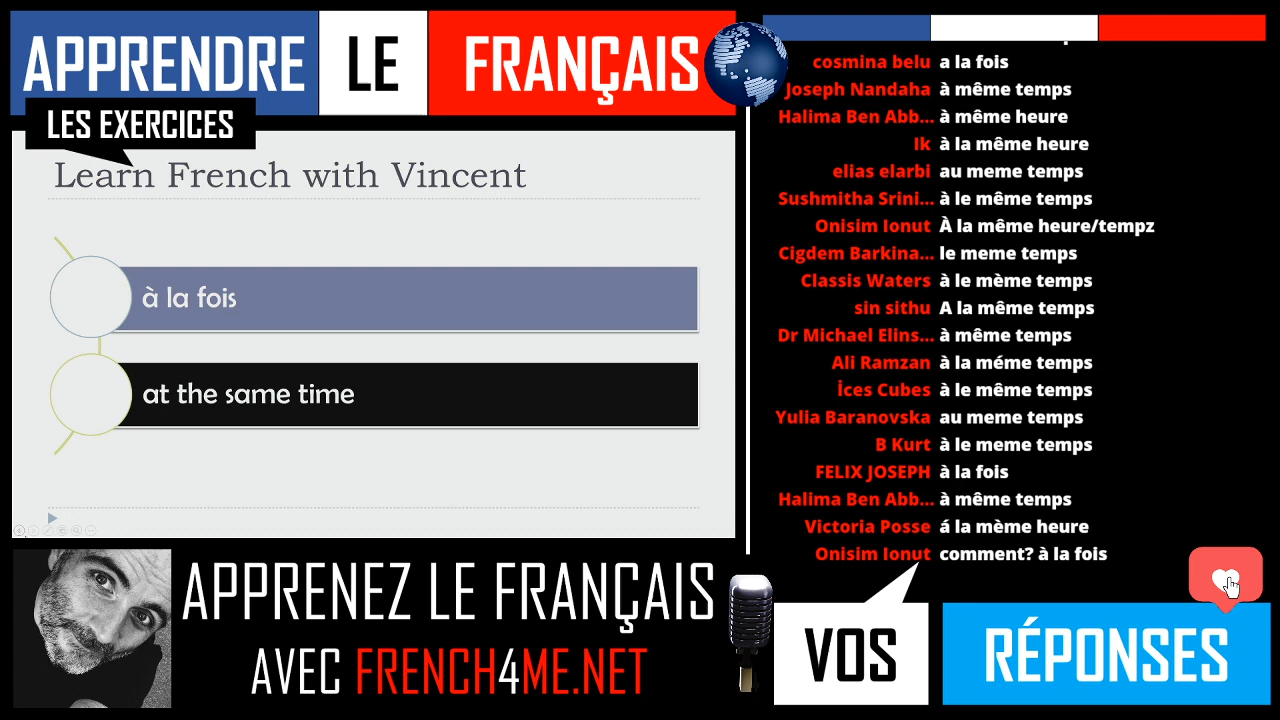 APPRENDRE LE FRANÇAIS
LES EXERCICES
Learn French with Vincent
à la fois
at the same time
APPRENEZ LE FRANÇAIS
AVEC FRENCH4ME.NET
cosmina belu a la fois
Joseph Nandaha à même temps
Halima Ben Abb... à même heure
Ik à la même heure
elias elarbi au meme temps
Sushmitha Srini... à le même temps
Onisim Ionut À la même heure/tempz
Cigdem Barkina... le meme temps
Classis Waters à le mème temps
sin sithu A la même temps
Dr Michael Elins... à même temps
Ali Ramzan à la méme temps
İces Cubes à le même temps
Yulia Baranovska au meme temps
B Kurt à le meme temps
FELIX JOSEPH à la fois
Halima Ben Abb... à même temps
Victoria Posse á la mème heure
Onisim Ionut comment? à la fois
VOS RÉPONSES